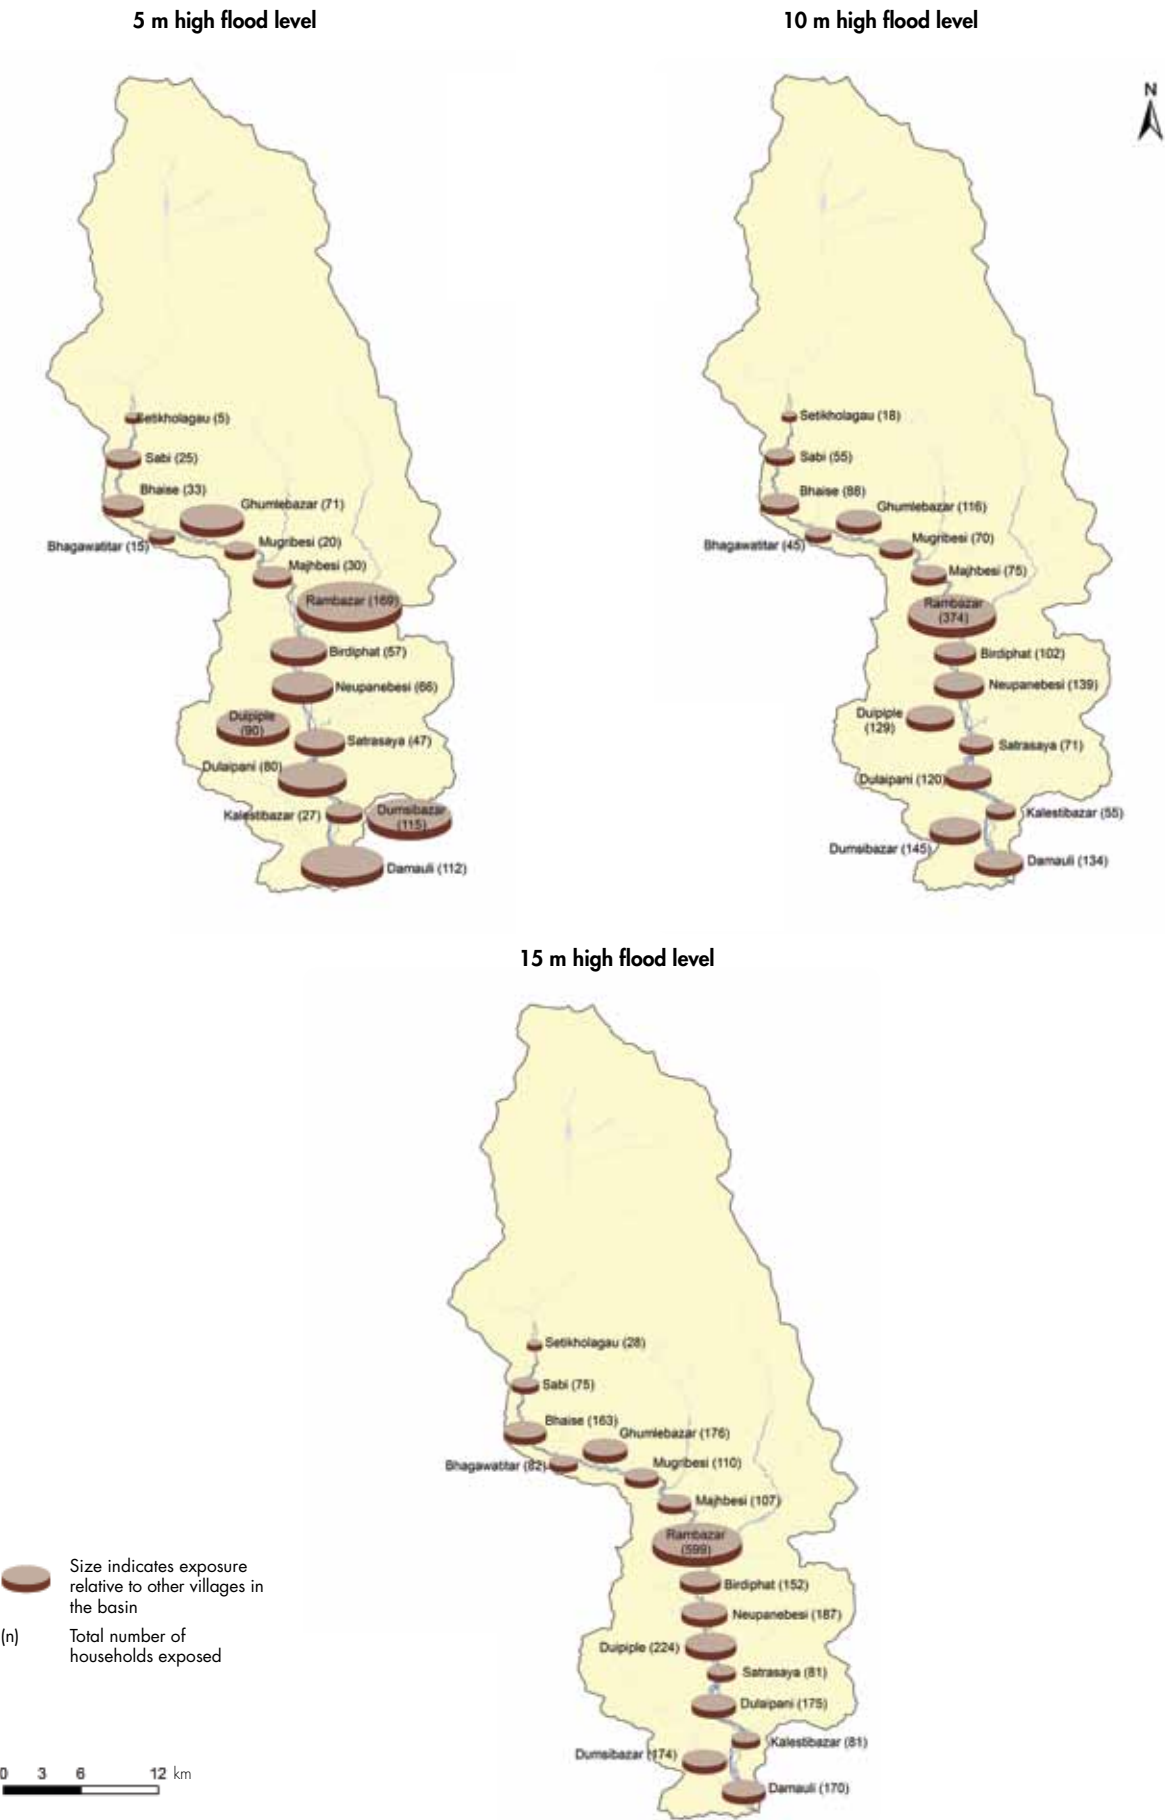 5 m high flood level
10 m high flood level
N
Setikholagau (5)
Sabi (25)
Bhaise (33)
Ghumlebazar (71)
Bhagawatitar (15)
Mugribesi (20)
Majhbesi (30)
Rambazar (169)
Birdiphat (57)
Neupanebesi (66)
Duipiple
(90)
Satrasaya (47)
Dulaipani (80)
Kalestibazar (27)
Dumsibazar
(115)
Damauli (112)
Setikholagau (18)
Sabi (55)
Bhaise (88)
Ghumlebazar (116)
Bhagawatitar (45)
Mugribesi (70)
Majhbesi (75)
Rambazar
(374)
Birdiphat (102)
Neupanebesi (139)
Duipiple
(129)
Satrasaya (71)
Dulaipani (120)
Kalestibazar (55)
Dumsibazar (145)
Damauli (134)
15 m high flood level
Setikholagau (28)
Sabi (75)
Bhaise (163)
Ghumlebazar (176)
Bhagawatitar (82)
Mugribesi (110)
Majhbesi (107)
Rambazar
(599)
Birdiphat (152)
Neupanebesi (187)
Duipiple (224)
Satrasaya (81)
Dulaipani (175)
Kalestibazar (81)
Dumsibazar (174)
Damauli (170)
Size indicates exposure
relative to other villages in
the basin
(n) Total number of
households exposed
0 3 6 12 km